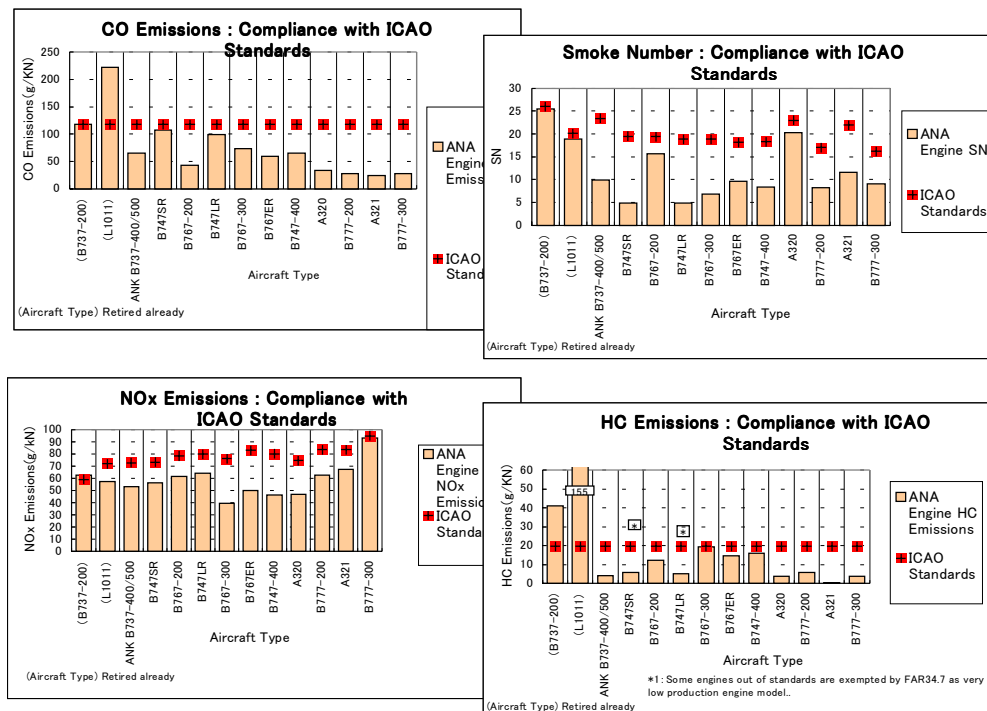 CO Emissions : Compliance with ICAO
Standards
250
200
150
100
50
0
CO Emissions(g/KN)
(B737-200)
(L1011)
ANK B737-400/500
B747SR
B767-200
B747LR
B767-300
B767ER
B747-400
A320
B777-200
A321
B777-300
Aircraft Type
ANA
Engine
Emiss
ICAO
Stand
(Aircraft Type) Retired already
Smoke Number : Compliance with ICAO
Standards
30
25
20
15
10
5
0
SN
(B737-200)
(L1011)
ANK B737-400/500
B747SR
B767-200
B747LR
B767-300
B767ER
B747-400
A320
B777-200
A321
B777-300
Aircraft Type
ANA
Engine SN
ICAO
Standards
(Aircraft Type) Retired already
NOx Emissions : Compliance with
ICAO Standards
100
90
80
70
60
50
40
30
20
10
0
NOx Emissions(g/kN)
(B737-200)
(L1011)
ANK B737-400/500
B747SR
B767-200
B747LR
B767-300
B767ER
B747-400
A320
B777-200
A321
B777-300
Aircraft Type
ANA
Engine
NOx
Emissio
ICAO
Standa
(Aircraft Type) Retired already
HC Emissions : Compliance with ICAO
Standards
60
50
40
30
20
10
0
HC Emissions(g/KN)
155
*
*
(B737-200)
(L1011)
ANK B737-400/500
B747SR
B767-200
B747LR
B767-300
B767ER
B747-400
A320
B777-200
A321
B777-300
Aircraft Type
ANA
Engine HC
Emissions
ICAO
Standards
*1: Some engines out of standards are exempted by FAR34.7 as very
low production engine model..
(Aircraft Type) Retired already